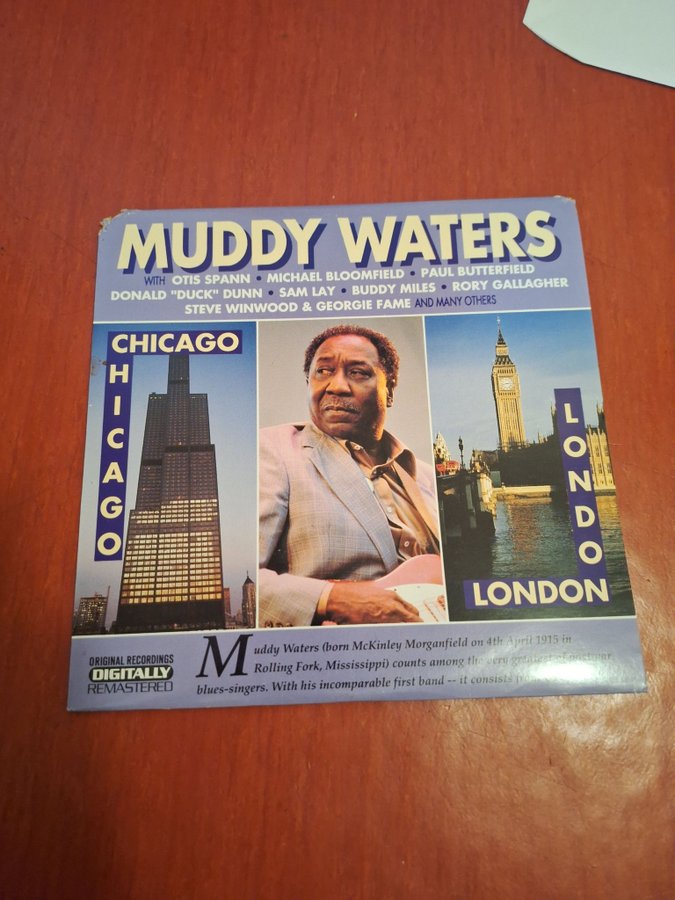 MUDDY WATERS
WITH OTIS SPANN • MICHAEL BLOOMFIELD • PAUL BUTTERFIELD
DONALD "DUCK" DUNN • SAM LAY • BUDDY MILES • RORY GALLAGHER
STEVE WINWOOD & GEORGIE FAME AND MANY OTHERS
CHICAGO
CHICAGO
LONDON
LONDON
ORIGINAL RECORDINGS
DIGITALLY
REMASTERED
Muddy Waters (born McKinley Morganfield on 4th April 1915 in
Rolling Fork, Mississippi) counts among the very greatest of postwar
blues-singers. With his incomparable first band -- it consists